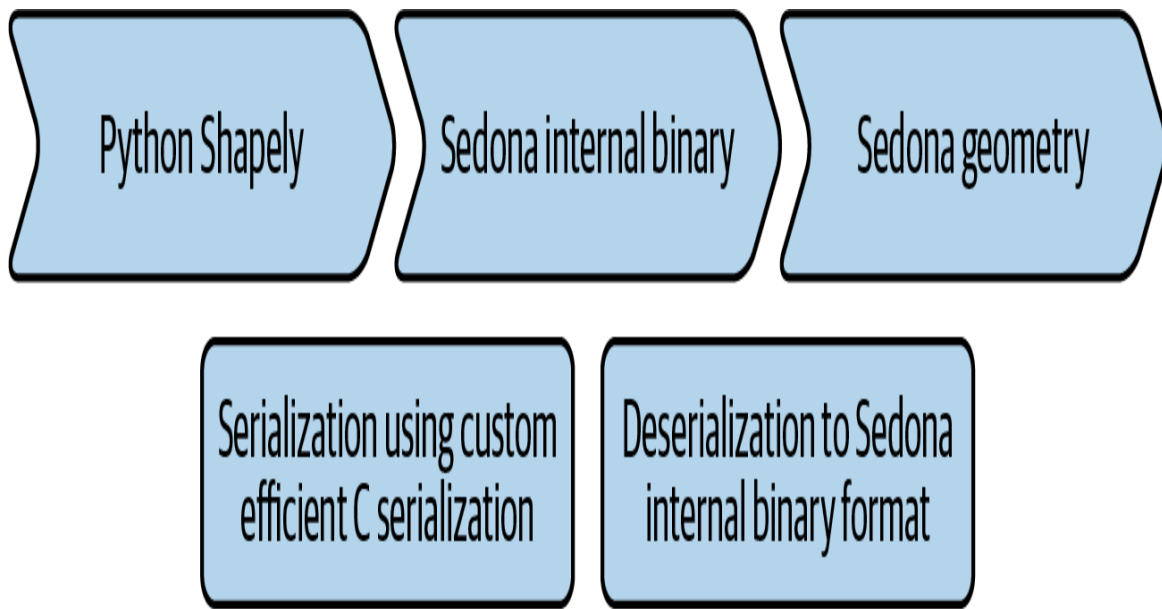 Python Shapely
Sedona internal binary
Sedona geometry
Serialization using custom
efficient C serialization
Deserialization to Sedona
internal binary format